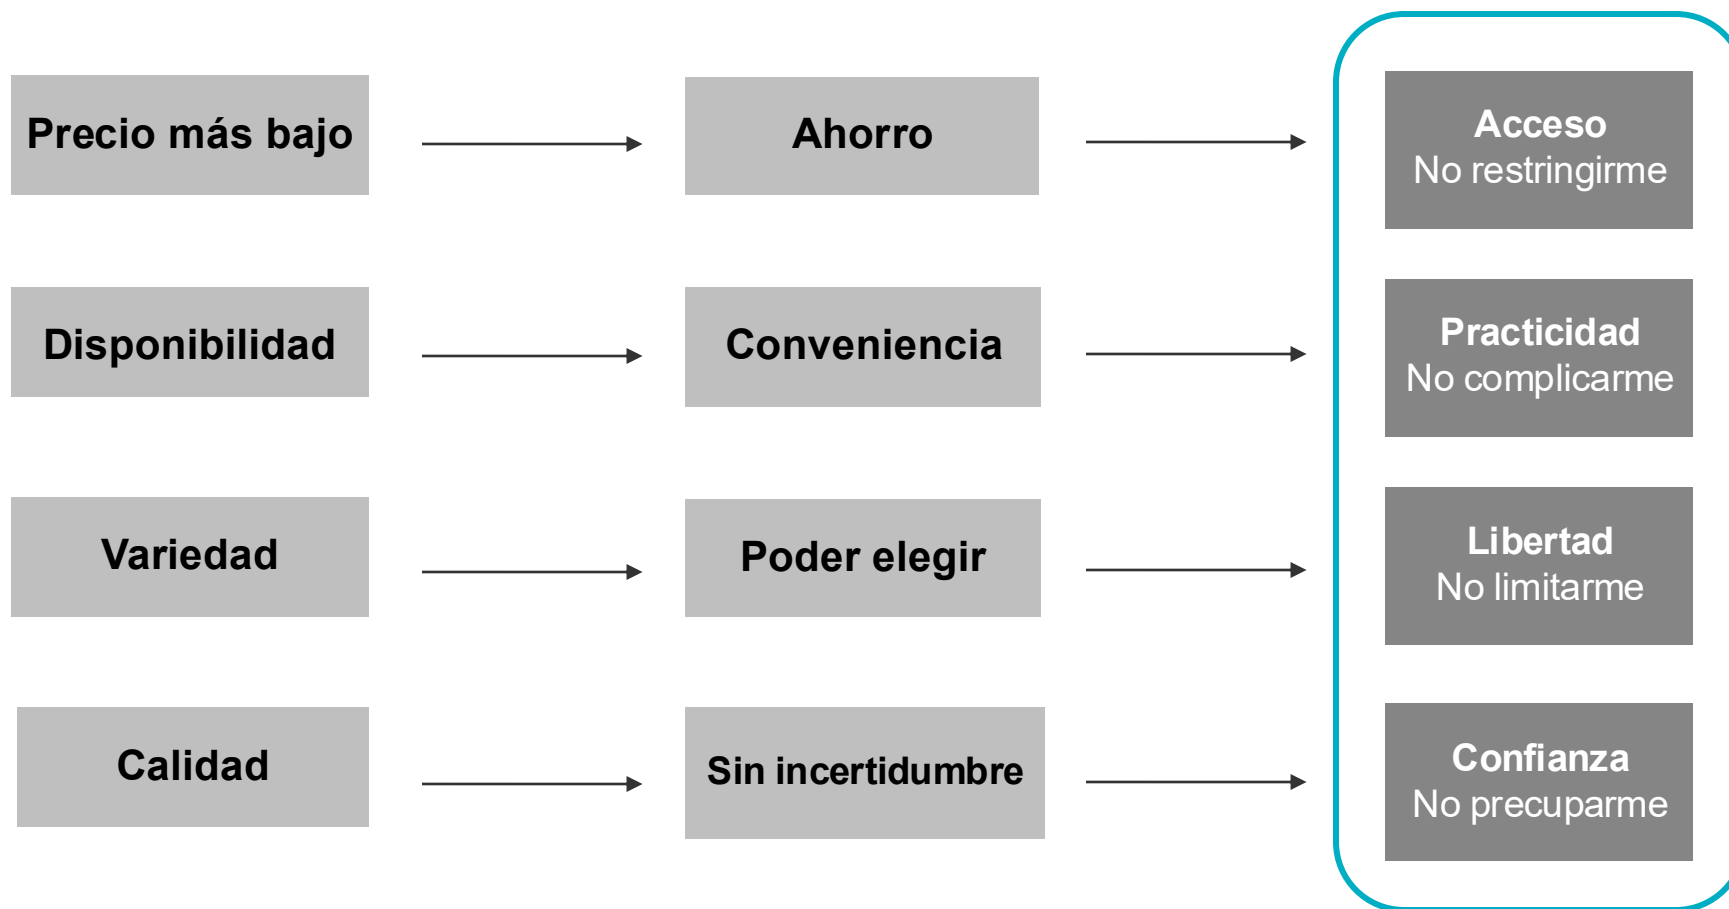 Precio más bajo
Ahorro
Acceso
No restringirme
Disponibilidad
Conveniencia
Practicidad
No complicarme
Variedad
Poder elegir
Libertad
No limitarme
Calidad
Sin incertidumbre
Confianza
No precuparme